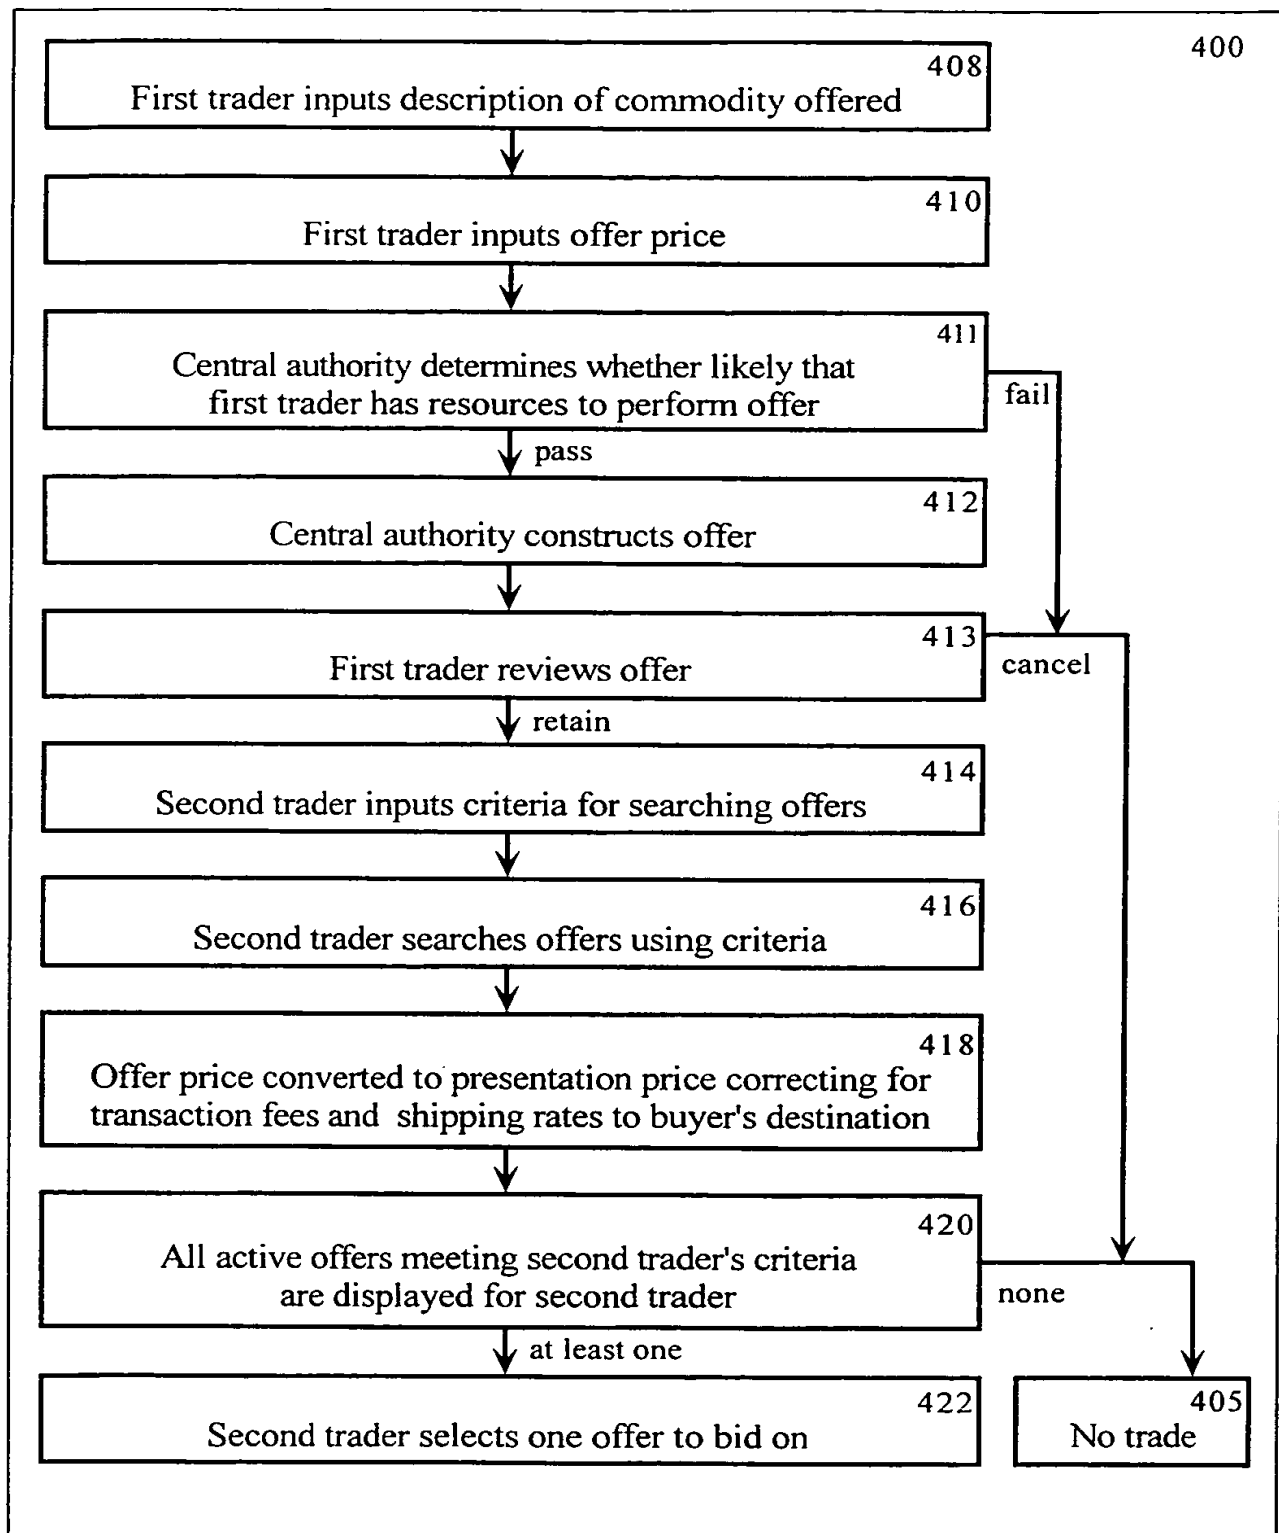 400
408
First trader inputs description of commodity offered
410
First trader inputs offer price
411
Central authority determines whether likely that
first trader has resources to perform offer
fail
pass
412
Central authority constructs offer
413
First trader reviews offer
cancel
retain
414
Second trader inputs criteria for searching offers
416
Second trader searches offers using criteria
418
Offer price converted to presentation price correcting for
transaction fees and shipping rates to buyer's destination
420
All active offers meeting second trader's criteria
are displayed for second trader
none
at least one
422
Second trader selects one offer to bid on
405
No trade